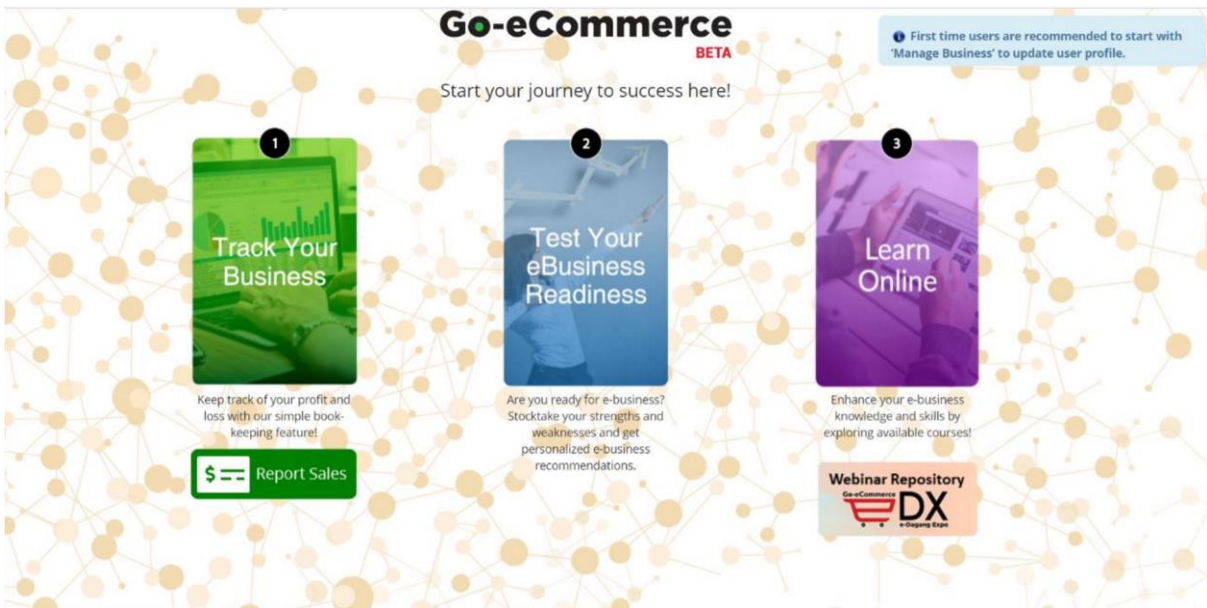 Go-eCommerce
BETA
First time users are recommended to start with
'Manage Business' to update user profile.
Start your journey to success here!
1
Track Your
Business
Keep track of your profit and
loss with our simple book-
keeping feature!
$ Report Sales
2
Test Your
eBusiness
Readiness
Are you ready for e-business?
Stocktake your strengths and
weaknesses and get
personalized e-business
recommendations.
3
Learn
Online
Enhance your e-business
knowledge and skills by
exploring available courses!
Webinar Repository
Go-eCommerce
EDX
e-Dagang Expo